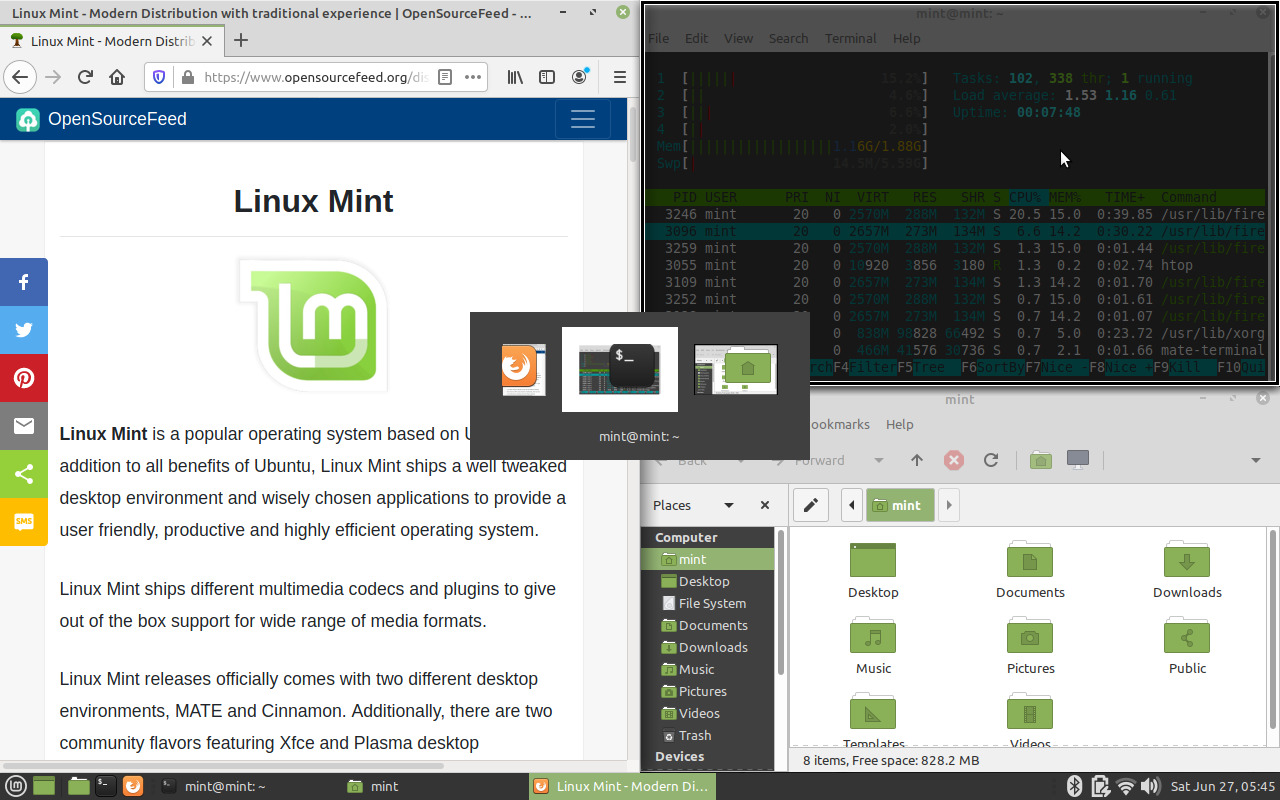 Linux Mint - Modern Distribution with traditional experience | OpenSourceFeed - ...
Linux Mint - Modern Distrib
https://www.opensourcefeed.org/dis
OpenSourceFeed
Linux Mint
Linux Mint is a popular operating system based on U
addition to all benefits of Ubuntu, Linux Mint ships a well tweaked
desktop environment and wisely chosen applications to provide a
user friendly, productive and highly efficient operating system.
Linux Mint ships different multimedia codecs and plugins to give
out of the box support for wide range of media formats.
Linux Mint releases officially comes with two different desktop
environments, MATE and Cinnamon. Additionally, there are two
community flavors featuring Xfce and Plasma desktop
SMS
mint@mint: ~
File Edit View Search Terminal Help
1 [|||||| 15.2%] Tasks: 102, 338 thr; 1 running
2 [|| 4.6%] Load average: 1.53 1.16 0.61
3 [|| 6.6%] Uptime: 00:07:48
4 [| 2.0%]
Mem[||||||||||||||||||1.16G/1.88G]
Swp[ 14.5M/5.59G]
PID USER PRI NI VIRT RES SHR S CPU% MEM% TIME+ Command
3246 mint 20 0 2570M 288M 132M S 20.5 15.0 0:39.85 /usr/lib/fire
3096 mint 20 0 2657M 273M 134M S 6.6 14.2 0:30.22 /usr/lib/fire
3259 mint 20 0 2570M 288M 132M S 1.3 15.0 0:01.44 /usr/lib/fire
3055 mint 20 0 10920 3856 3180 R 1.3 0.2 0:02.74 htop
3109 mint 20 0 2657M 273M 134M S 1.3 14.2 0:01.70 /usr/lib/fire
3252 mint 20 0 2570M 288M 132M S 0.7 15.0 0:01.61 /usr/lib/fire
0 2657M 273M 134M S 0.7 14.2 0:01.07 /usr/lib/fire
0 838M 98828 66492 S 0.7 5.0 0:23.72 /usr/lib/xorg
0 466M 41576 30736 S 0.7 2.1 0:01.66 mate-terminal
rch F4Filter F5Tree F6SortBy F7Nice - F8Nice + F9Kill F10Qui
$_
mint@mint: ~
mint
ookmarks Help
Back Forward
Places
mint
Computer
mint
Desktop
File System
Documents
Downloads
Music
Pictures
Videos
Trash
Devices
Desktop Documents Downloads
Music Pictures Public
Templates Videos
8 items, Free space: 828.2 MB
mint@mint: ~
mint
Linux Mint - Modern Di...
Sat Jun 27, 05:45